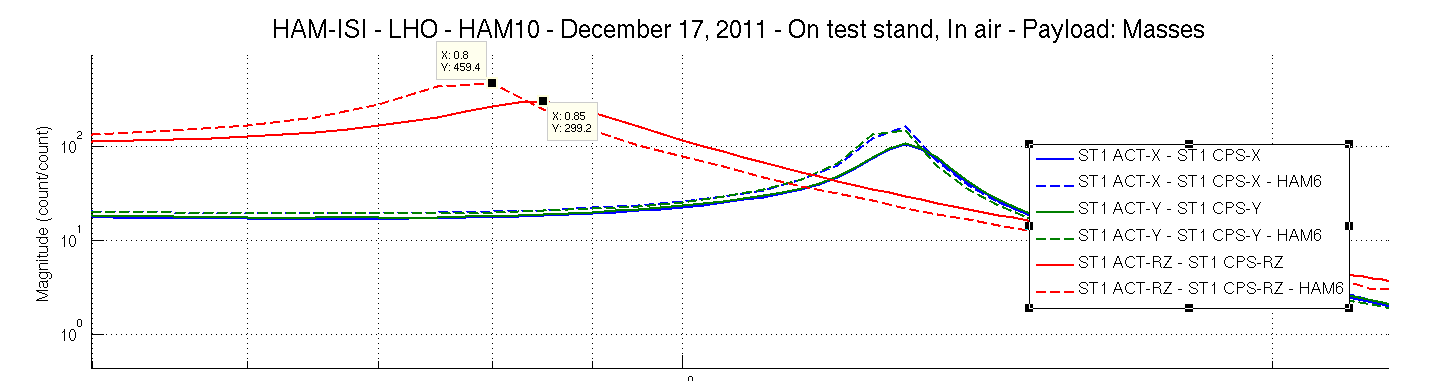 HAM-ISI - LHO - HAM10 - December 17, 2011 - On test stand, In air - Payload: Masses
X: 0.8
Y: 459.4
X: 0.85
Y: 299.2
Magnitude (count/count)
10^2
10^1
10^0
ST1 ACT-X - ST1 CPS-X
ST1 ACT-X - ST1 CPS-X - HAM6
ST1 ACT-Y - ST1 CPS-Y
ST1 ACT-Y - ST1 CPS-Y - HAM6
ST1 ACT-RZ - ST1 CPS-RZ
ST1 ACT-RZ - ST1 CPS-RZ - HAM6